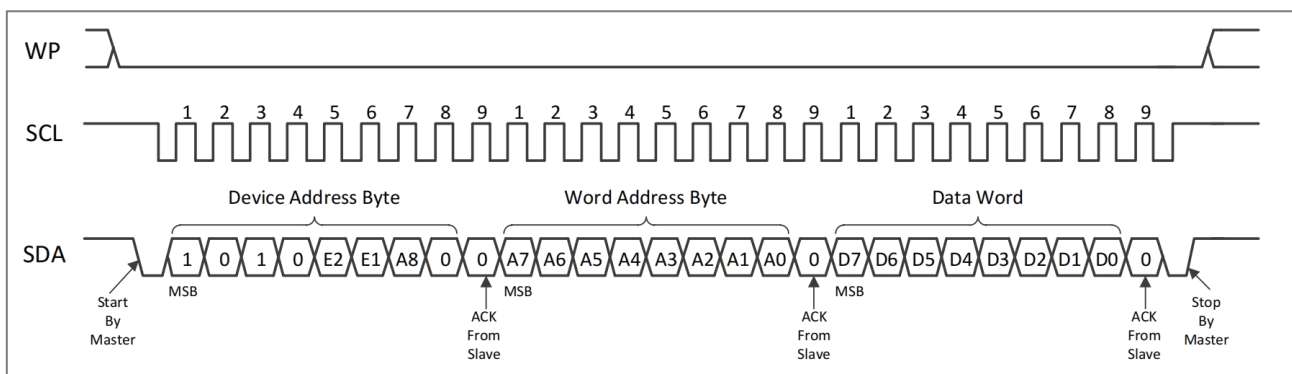 WP
1 2 3 4 5 6 7 8 9 1 2 3 4 5 6 7 8 9 1 2 3 4 5 6 7 8 9
SCL
Device Address Byte Word Address Byte Data Word
SDA 1 0 1 0 E2 E1 A8 0 0 A7 A6 A5 A4 A3 A2 A1 A0 0 D7 D6 D5 D4 D3 D2 D1 D0 0
MSB MSB MSB
Start
By
Master
ACK
From
Slave
ACK
From
Slave
ACK
From
Slave
Stop
By
Master